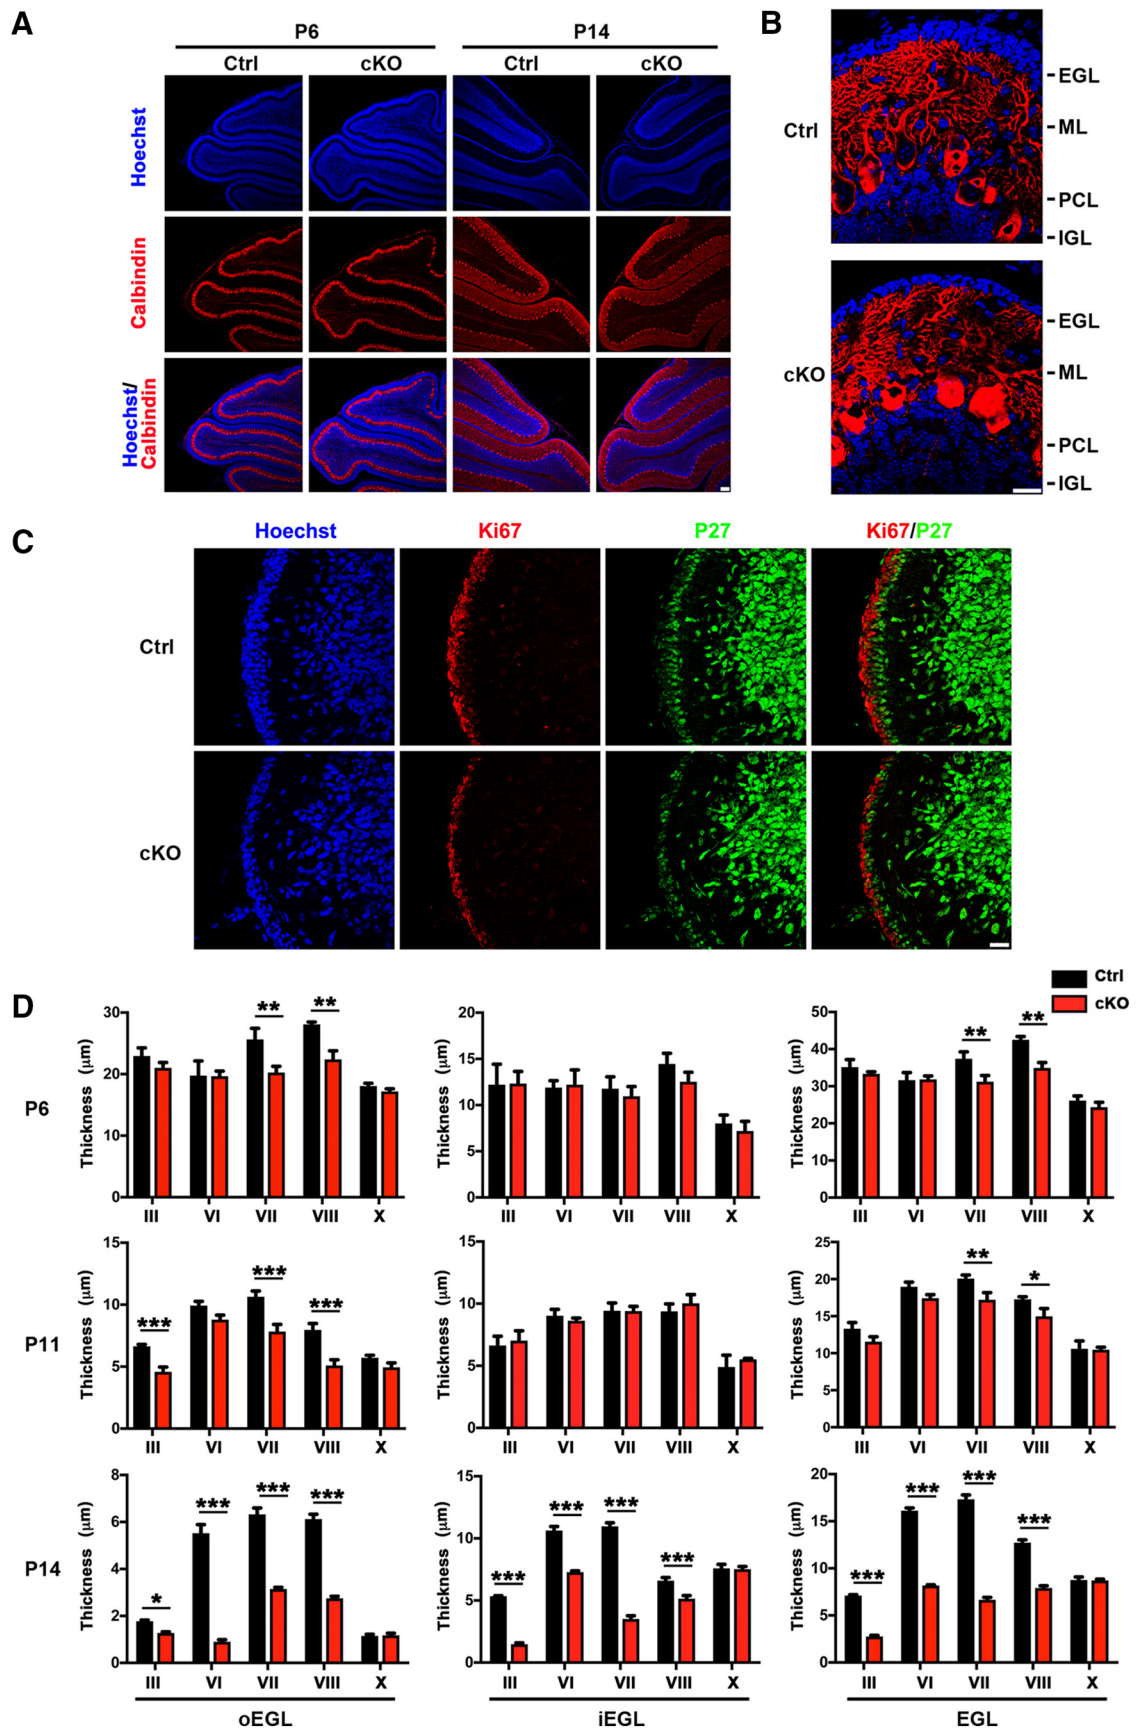 A
P6
P14
Ctrl
cKO
Ctrl
cKO
Hoechst
Calbindin
Hoechst/
Calbindin
B
Ctrl
EGL
ML
PCL
IGL
cKO
EGL
ML
PCL
IGL
C
Hoechst
Ki67
P27
Ki67/P27
Ctrl
cKO
D
Ctrl
cKO
P6
Thickness (μm)
30
20
10
0
**
**
III VI VII VIII X
Thickness (μm)
20
15
10
5
0
III VI VII VIII X
Thickness (μm)
50
40
30
20
10
0
**
**
III VI VII VIII X
P11
Thickness (μm)
15
10
5
0
***
***
***
III VI VII VIII X
Thickness (μm)
15
10
5
0
III VI VII VIII X
Thickness (μm)
25
20
15
10
5
0
**
*
III VI VII VIII X
P14
Thickness (μm)
8
6
4
2
0
*
***
***
***
III VI VII VIII X
oEGL
Thickness (μm)
15
10
5
0
***
***
***
***
III VI VII VIII X
iEGL
Thickness (μm)
20
15
10
5
0
***
***
***
***
III VI VII VIII X
EGL